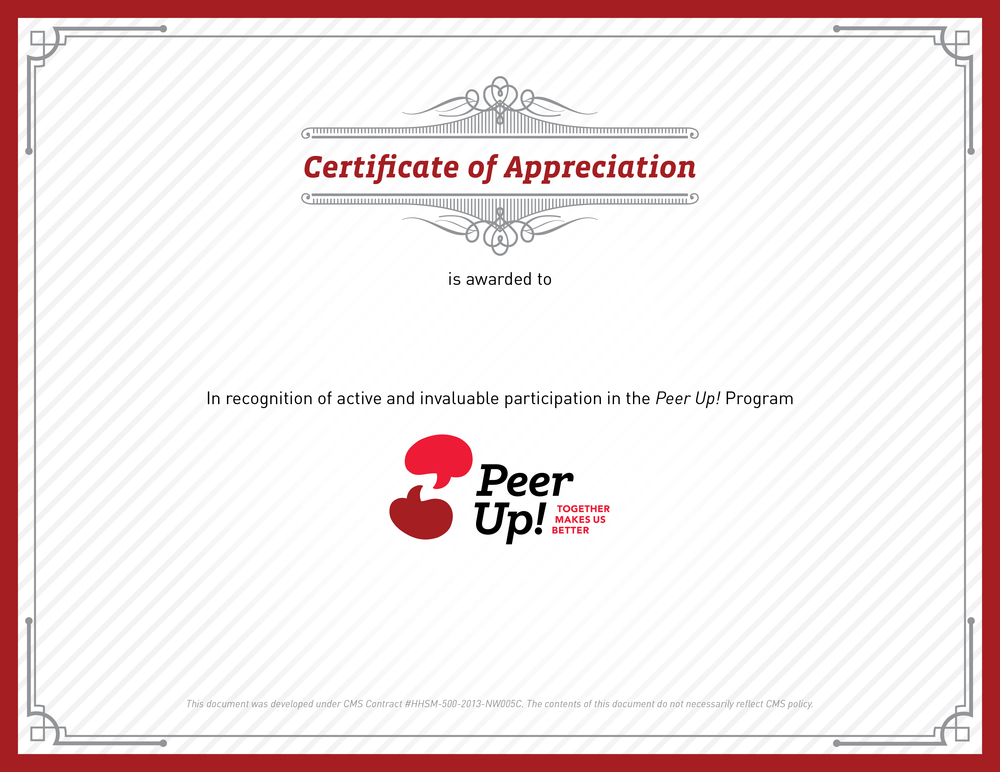 Certificate of Appreciation
is awarded to
In recognition of active and invaluable participation in the Peer Up! Program
Peer
Up!
TOGETHER
MAKES US
BETTER
This document was developed under CMS Contract #HHSM-500-2013-NW005C. The contents of this document do not necessarily reflect CMS policy.